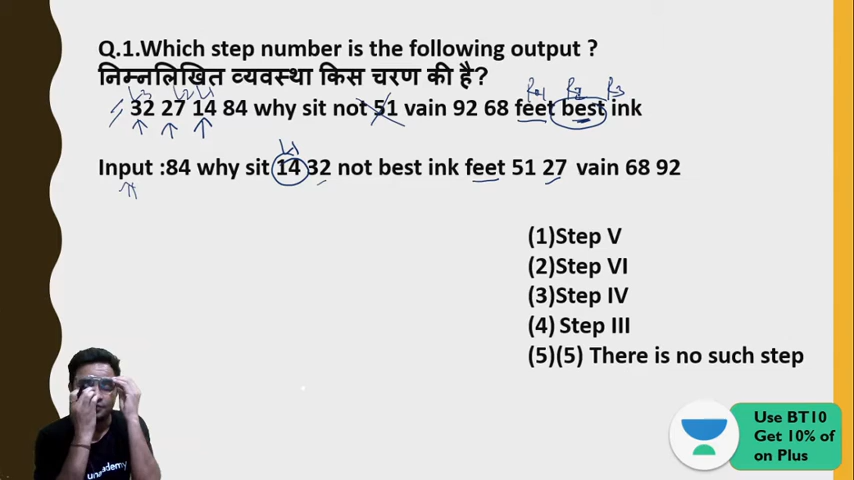 Q.1.Which step number is the following output ?
निम्नलिखित व्यवस्था किस चरण की है?
32 27 14 84 why sit not 51 vain 92 68 feet best ink
Input :84 why sit 14 32 not best ink feet 51 27 vain 68 92
(1)Step V
(2)Step VI
(3)Step IV
(4) Step III
(5)(5) There is no such step
Use BT10
Get 10% of
on Plus